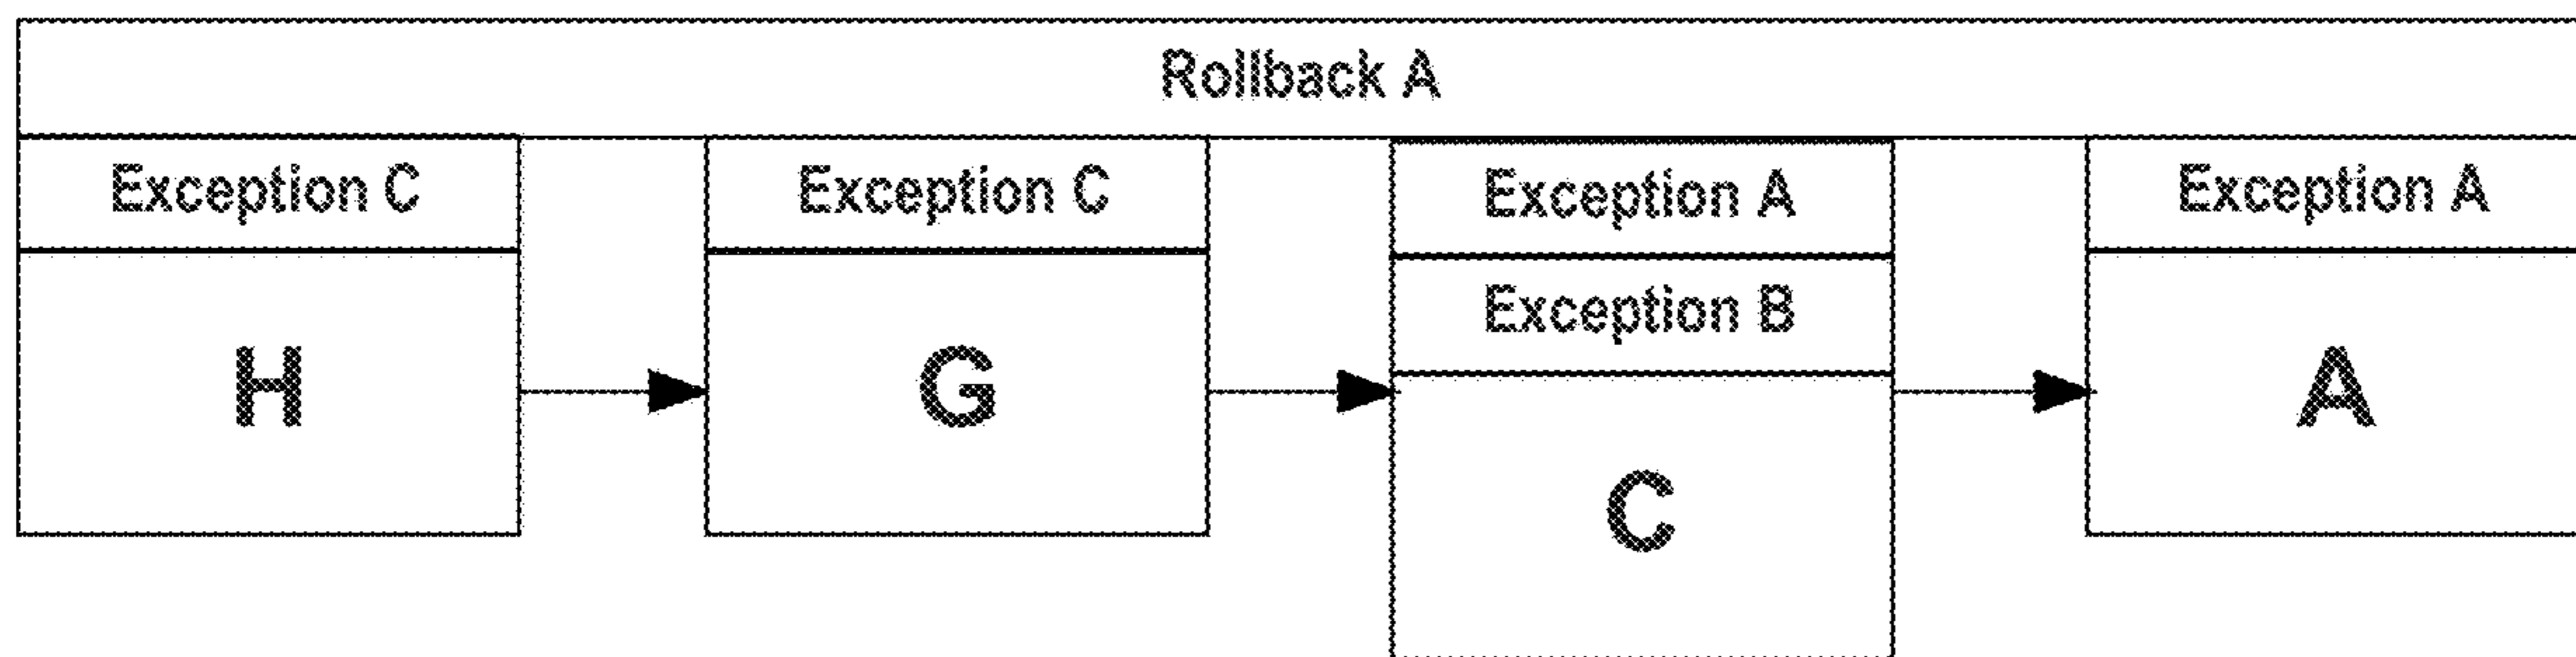 Rollback A
Exception C
Exception C
Exception A
Exception A
Exception B
H
G
C
A